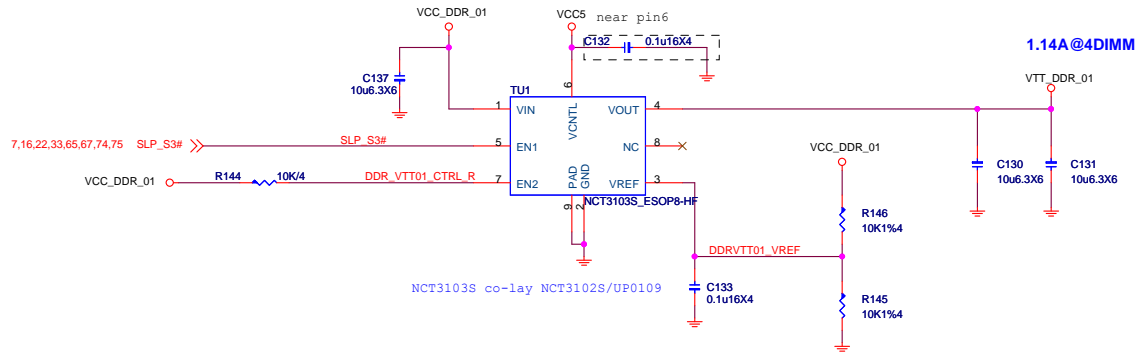 VCC_DDR_01
VCC5
near pin6
C132
0.1u16X4
1.14A@4DIMM
C137
10u6.3X6
VTT_DDR_01
TU1
6
1
VIN
VCNTL
VOUT
4
7,16,22,33,65,67,74,75
SLP_S3#
SLP_S3#
5
EN1
NC
8
VCC_DDR_01
VCC_DDR_01
R144
10K/4
DDR_VTT01_CTRL_R
7
EN2
PAD
GND
VREF
3
C130
10u6.3X6
C131
10u6.3X6
9
2
NCT3103S_ESOP8-HF
R146
10K1%4
DDRVTT01_VREF
NCT3103S co-lay NCT3102S/UP0109
C133
0.1u16X4
R145
10K1%4